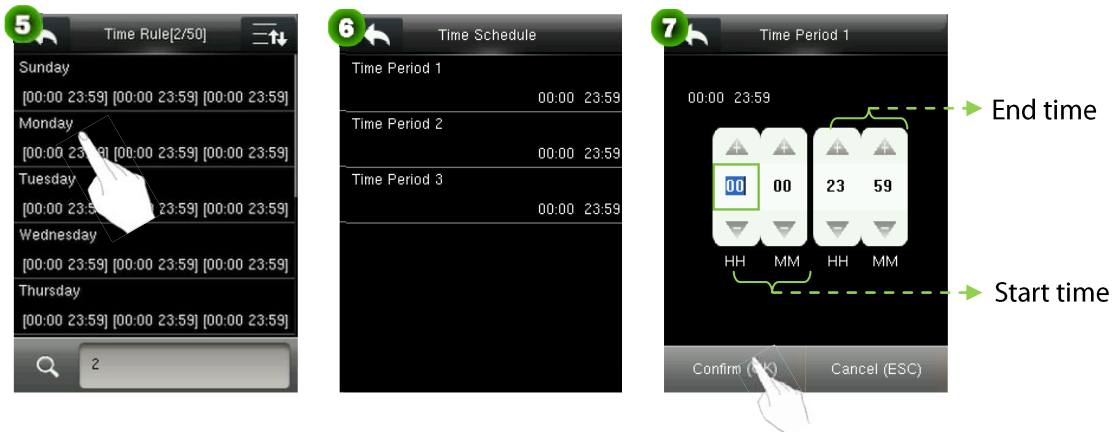 5
Time Rule[2/50]
Sunday
[00:00 23:59] [00:00 23:59] [00:00 23:59]
Monday
[00:00 23:59] [00:00 23:59] [00:00 23:59]
Tuesday
[00:00 23:59] 23:59] [00:00 23:59]
Wednesday
[00:00 23:59] [00:00 23:59] [00:00 23:59]
Thursday
[00:00 23:59] [00:00 23:59] [00:00 23:59]
2
6
Time Schedule
Time Period 1
00:00 23:59
Time Period 2
00:00 23:59
Time Period 3
00:00 23:59
7
Time Period 1
00:00 23:59
End time
00 00 23 59
HH MM HH MM
Start time
Confirm (OK) Cancel (ESC)